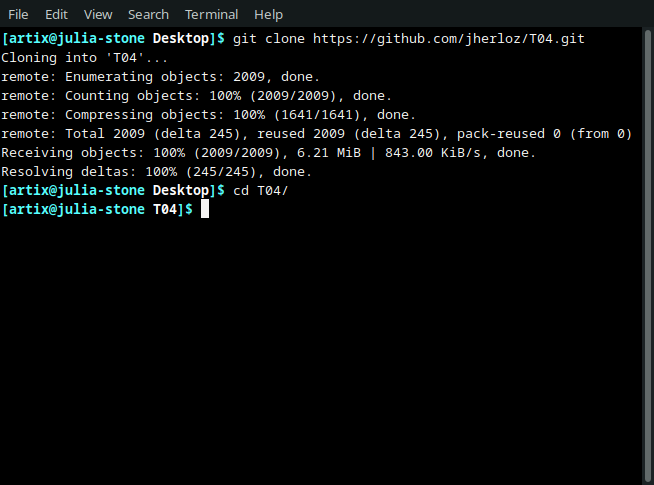 File Edit View Search Terminal Help
[artix@julia-stone Desktop]$ git clone https://github.com/jherloz/T04.git
Cloning into 'T04'...
remote: Enumerating objects: 2009, done.
remote: Counting objects: 100% (2009/2009), done.
remote: Compressing objects: 100% (1641/1641), done.
remote: Total 2009 (delta 245), reused 2009 (delta 245), pack-reused 0 (from 0)
Receiving objects: 100% (2009/2009), 6.21 MiB | 843.00 KiB/s, done.
Resolving deltas: 100% (245/245), done.
[artix@julia-stone Desktop]$ cd T04/
[artix@julia-stone T04]$